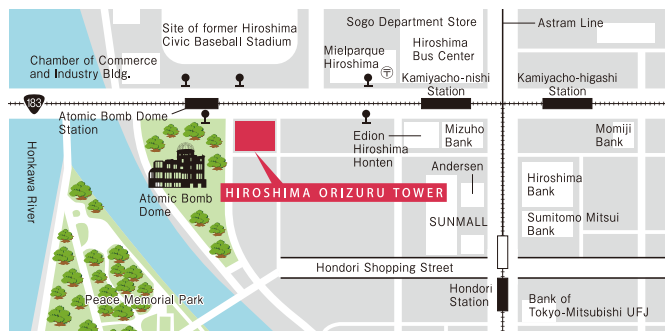 Site of former Hiroshima
Civic Baseball Stadium
Sogo Department Store
Astram Line
Chamber of Commerce
and Industry Bldg.
Mielparque
Hiroshima
〒
Hiroshima
Bus Center
Kamiyacho-nishi
Station
Kamiyacho-higashi
Station
183
Atomic Bomb Dome
Station
Honkawa River
Edion
Hiroshima
Honten
Mizuho
Bank
Momiji
Bank
Andersen
Hiroshima
Bank
HIROSHIMA ORIZURU TOWER
Atomic Bomb
Dome
SUNMALL
Sumitomo Mitsui
Bank
Hondori Shopping Street
Peace Memorial Park
Hondori
Station
Bank of
Tokyo-Mitsubishi UFJ